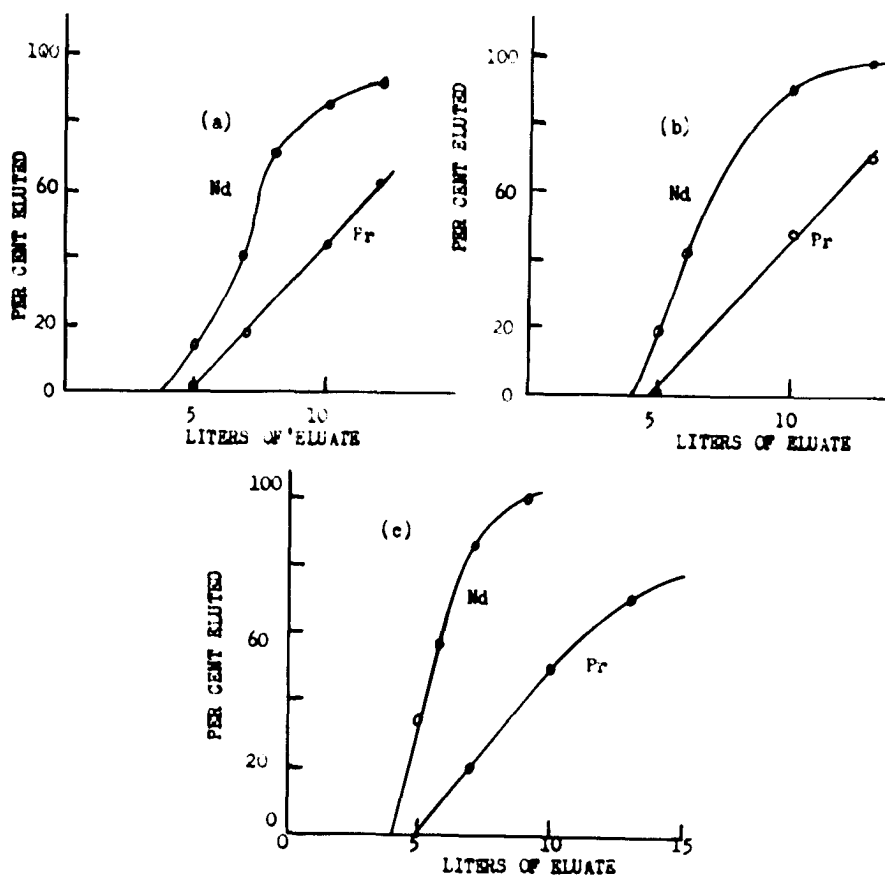 100
(a)
Nd
60
Pr
20
0
5
10
PER CENT ELUTED
LITERS OF ELUATE
100
(b)
Nd
60
Pr
20
0
5
10
PER CENT ELUTED
LITERS OF ELUATE
100
(c)
Nd
60
Pr
20
0
0
5
10
15
PER CENT ELUTED
LITERS OF ELUATE